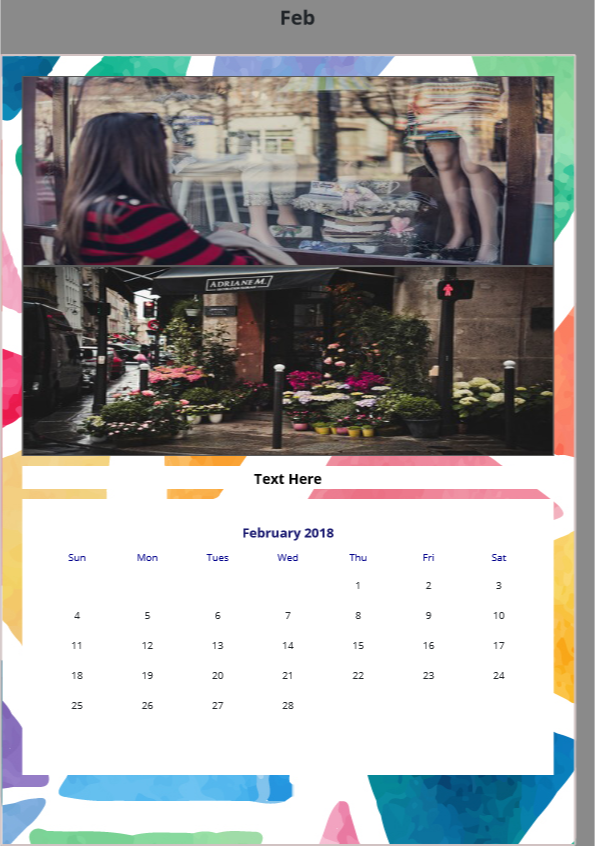 Feb
ADRIANE M.
Text Here
February 2018
Sun Mon Tues Wed Thu Fri Sat
1 2 3
4 5 6 7 8 9 10
11 12 13 14 15 16 17
18 19 20 21 22 23 24
25 26 27 28